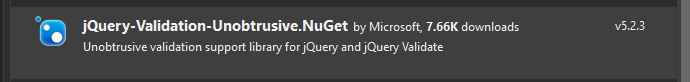 jQuery-Validation-Unobtrusive.NuGet by Microsoft, 7.66K downloads v5.2.3
Unobtrusive validation support library for jQuery and jQuery Validate